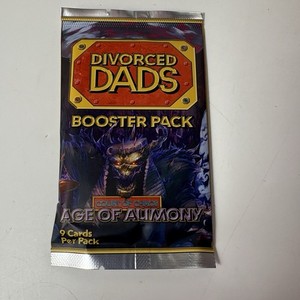 DIVORCED
DADS
BOOSTER PACK
AGE OF ALIMONY
9 Cards
Per Pack